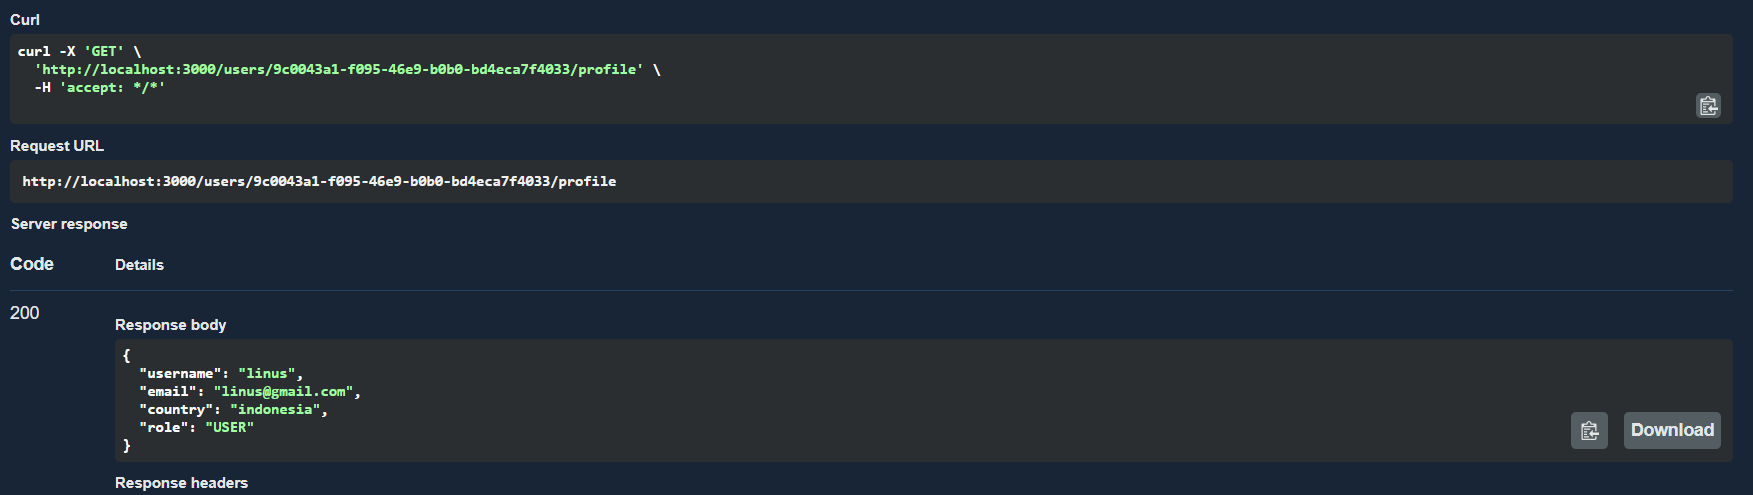 Curl
curl -X 'GET' \
  'http://localhost:3000/users/9c0043a1-f095-46e9-b0b0-bd4eca7f4033/profile' \
  -H 'accept: */*'
Request URL
http://localhost:3000/users/9c0043a1-f095-46e9-b0b0-bd4eca7f4033/profile
Server response
Code Details
200
Response body
{
  "username": "linus",
  "email": "linus@gmail.com",
  "country": "indonesia",
  "role": "USER"
}
Download
Response headers